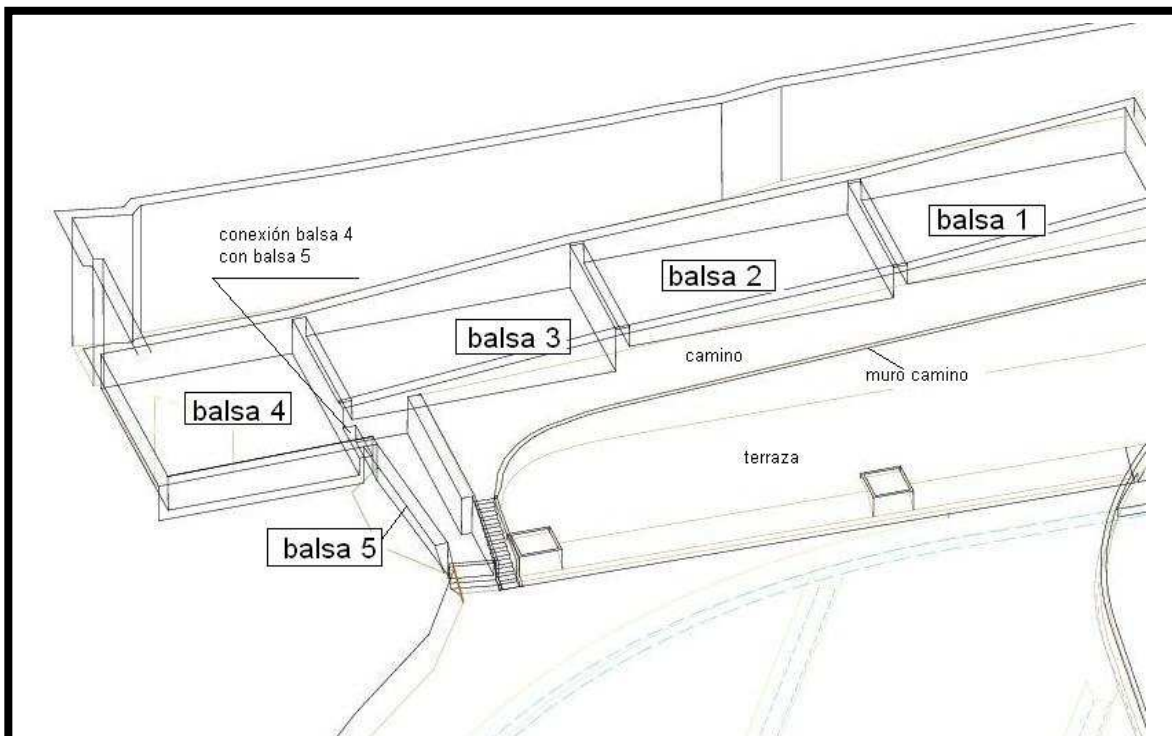 conexión balsa 4
con balsa 5
balsa 1
balsa 2
balsa 3
camino
muro camino
balsa 4
terraza
balsa 5